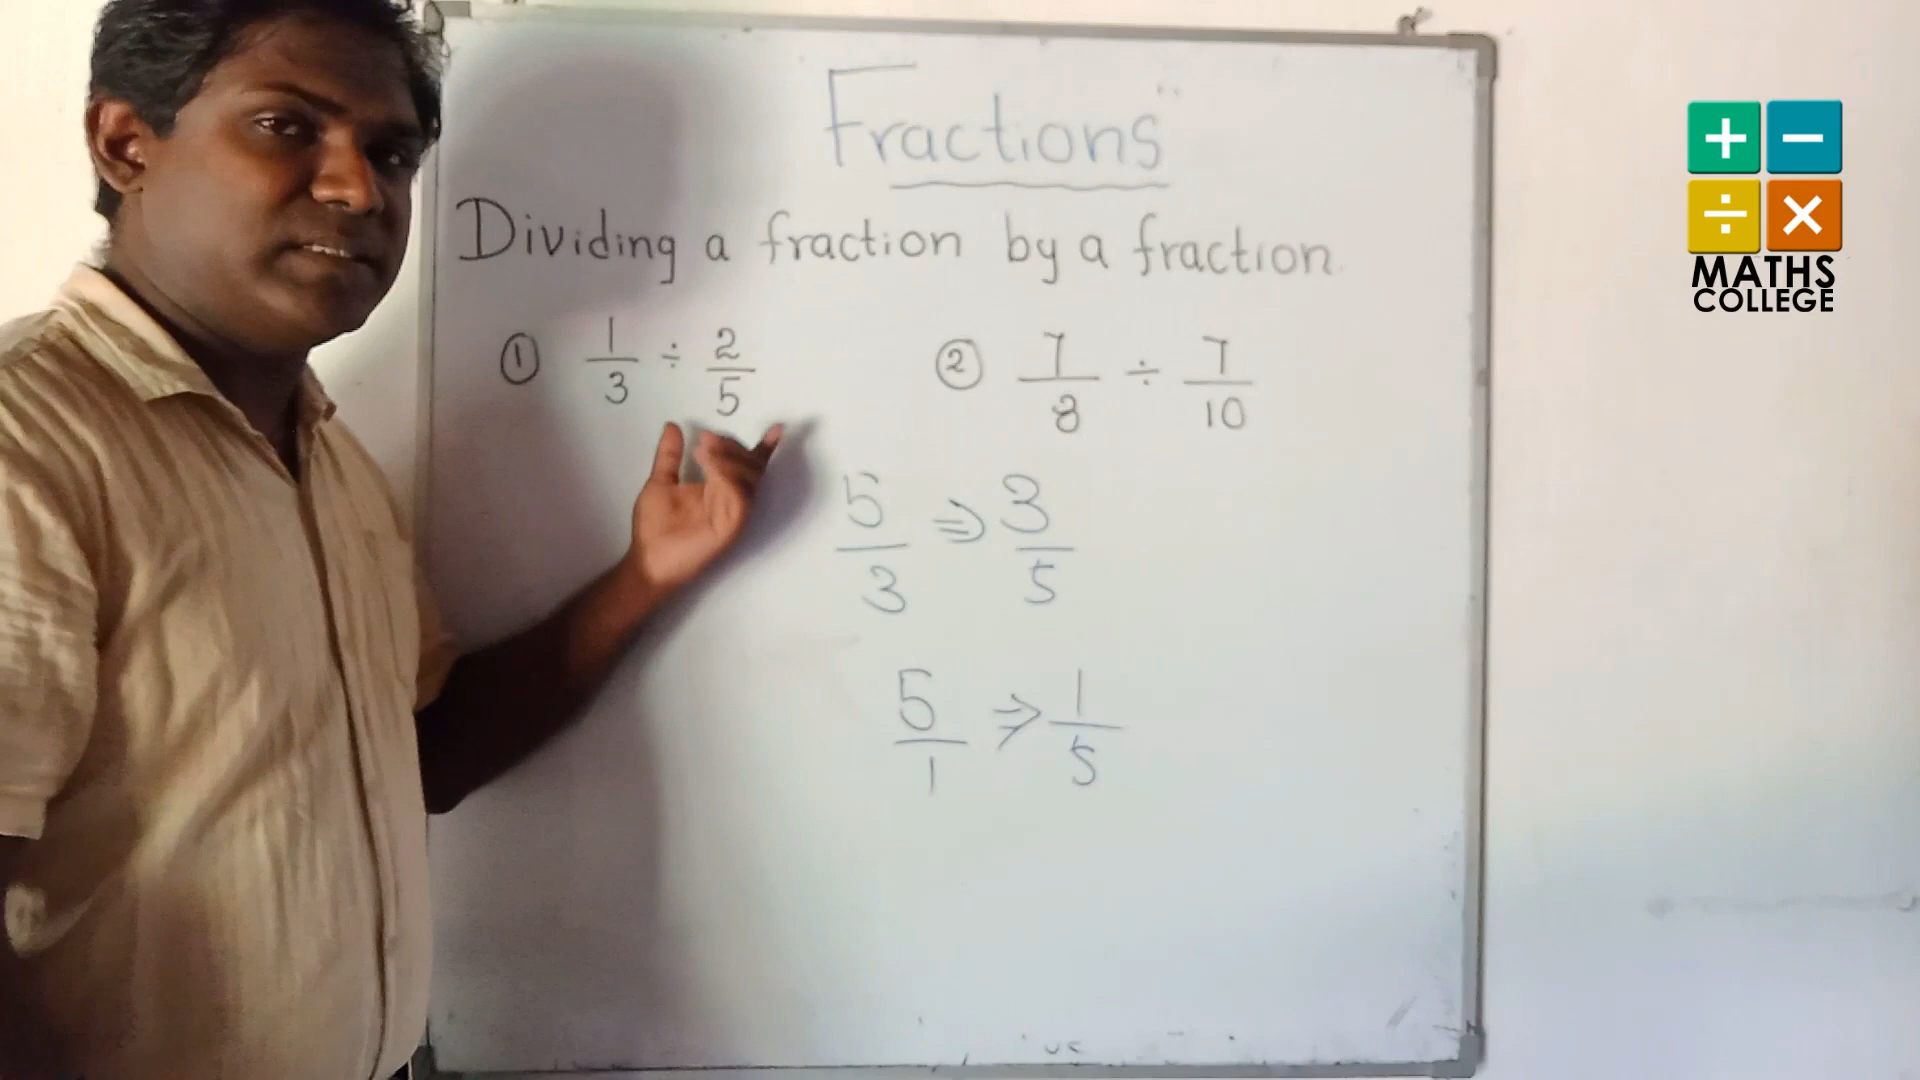 Fractions
Dividing a fraction by a fraction.
① 1/3 ÷ 2/5
② 7/8 ÷ 7/10
5/3 ⇒ 3/5
5/1 ⇒ 1/5
+ −
÷ ×
MATHS
COLLEGE